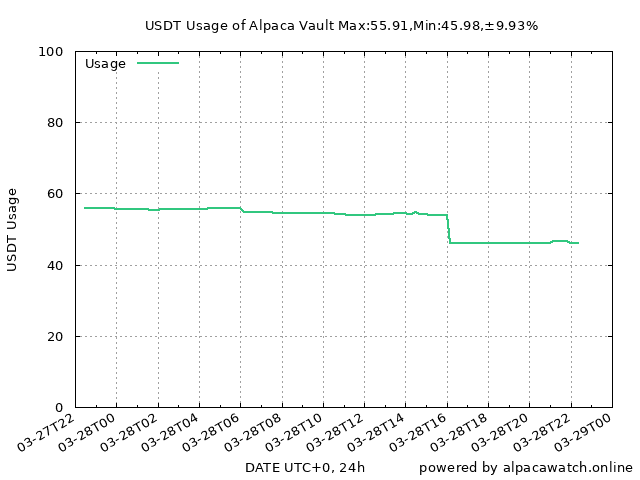 USDT Usage of Alpaca Vault Max:55.91,Min:45.98,±9.93%
Usage
100
80
60
40
20
0
USDT Usage
03-27T22
03-28T00
03-28T02
03-28T04
03-28T06
03-28T08
03-28T10
03-28T12
03-28T14
03-28T16
03-28T18
03-28T20
03-28T22
03-29T00
DATE UTC+0, 24h
powered by alpacawatch.online